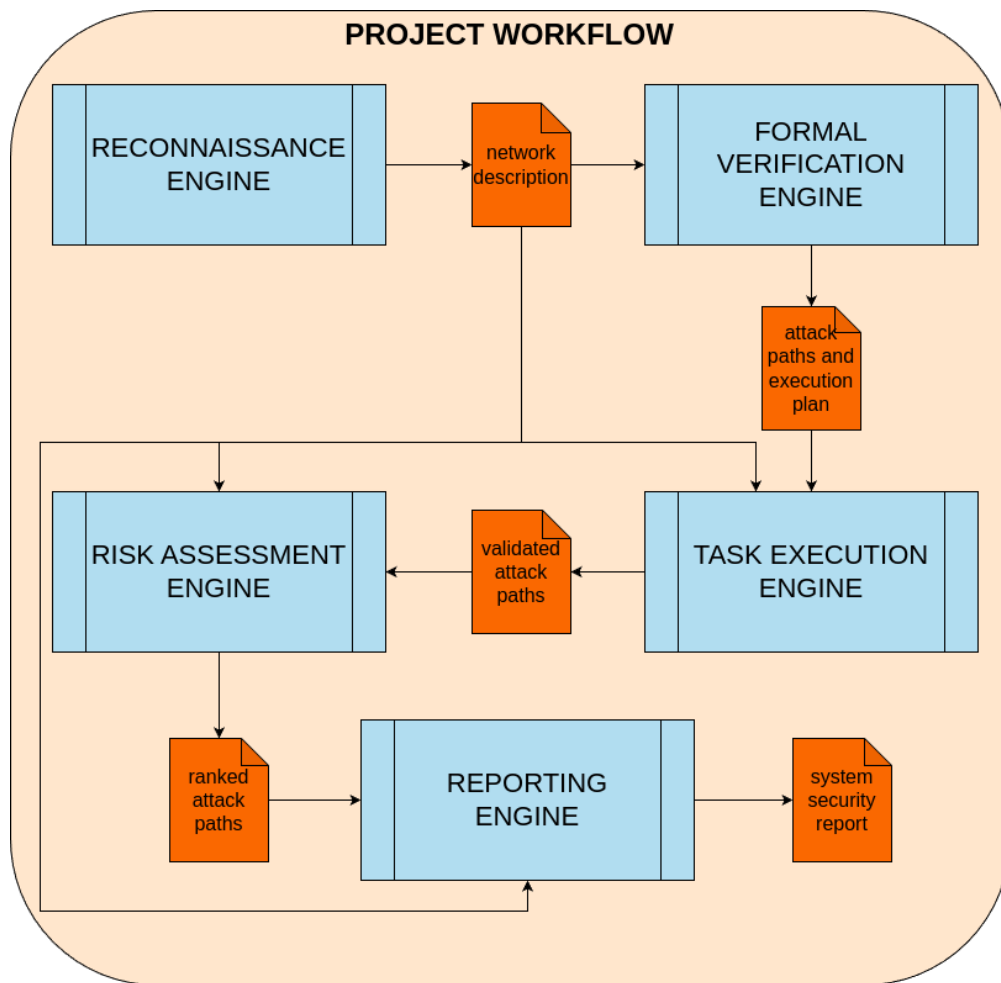 PROJECT WORKFLOW
RECONNAISSANCE
ENGINE
network
description
FORMAL
VERIFICATION
ENGINE
attack
paths and
execution
plan
RISK ASSESSMENT
ENGINE
validated
attack
paths
TASK EXECUTION
ENGINE
ranked
attack
paths
REPORTING
ENGINE
system
security
report